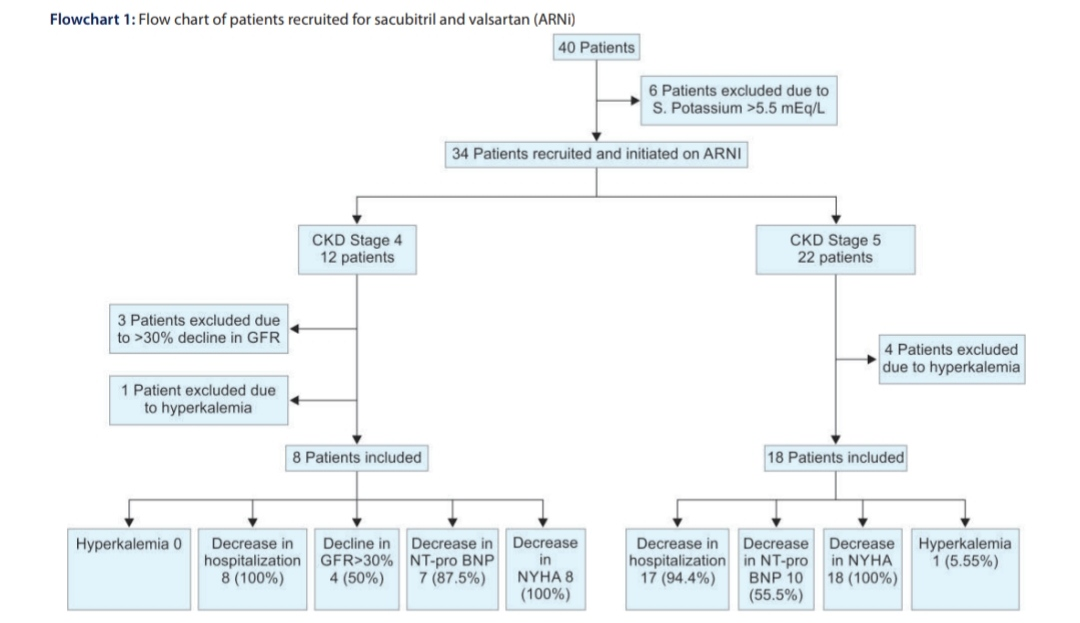 Flowchart 1: Flow chart of patients recruited for sacubitril and valsartan (ARNi)
40 Patients
6 Patients excluded due to
S. Potassium >5.5 mEq/L
34 Patients recruited and initiated on ARNI
CKD Stage 4
12 patients
CKD Stage 5
22 patients
3 Patients excluded due
to >30% decline in GFR
4 Patients excluded
due to hyperkalemia
1 Patient excluded due
to hyperkalemia
8 Patients included
18 Patients included
Hyperkalemia 0
Decrease in
hospitalization
8 (100%)
Decline in
GFR>30%
4 (50%)
Decrease in
NT-pro BNP
7 (87.5%)
Decrease
in
NYHA 8
(100%)
Decrease in
hospitalization
17 (94.4%)
Decrease
in NT-pro
BNP 10
(55.5%)
Decrease
in NYHA
18 (100%)
Hyperkalemia
1 (5.55%)